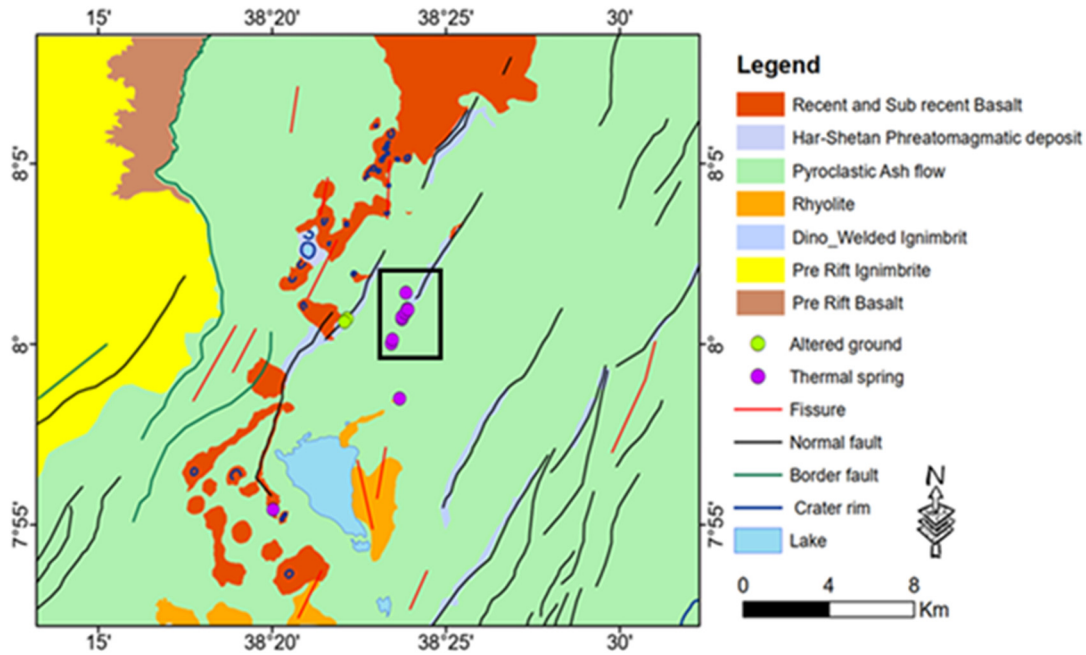 15' 38°20' 38°25' 30'
8°5' 8°5'
8° 8°
7°55' 7°55'
15' 38°20' 38°25' 30'
Legend
Recent and Sub recent Basalt
Har-Shetan Phreatomagmatic deposit
Pyroclastic Ash flow
Rhyolite
Dino_Welded Ignimbrit
Pre Rift Ignimbrite
Pre Rift Basalt
Altered ground
Thermal spring
Fissure
Normal fault
Border fault
Crater rim
Lake
N
0 4 8
Km